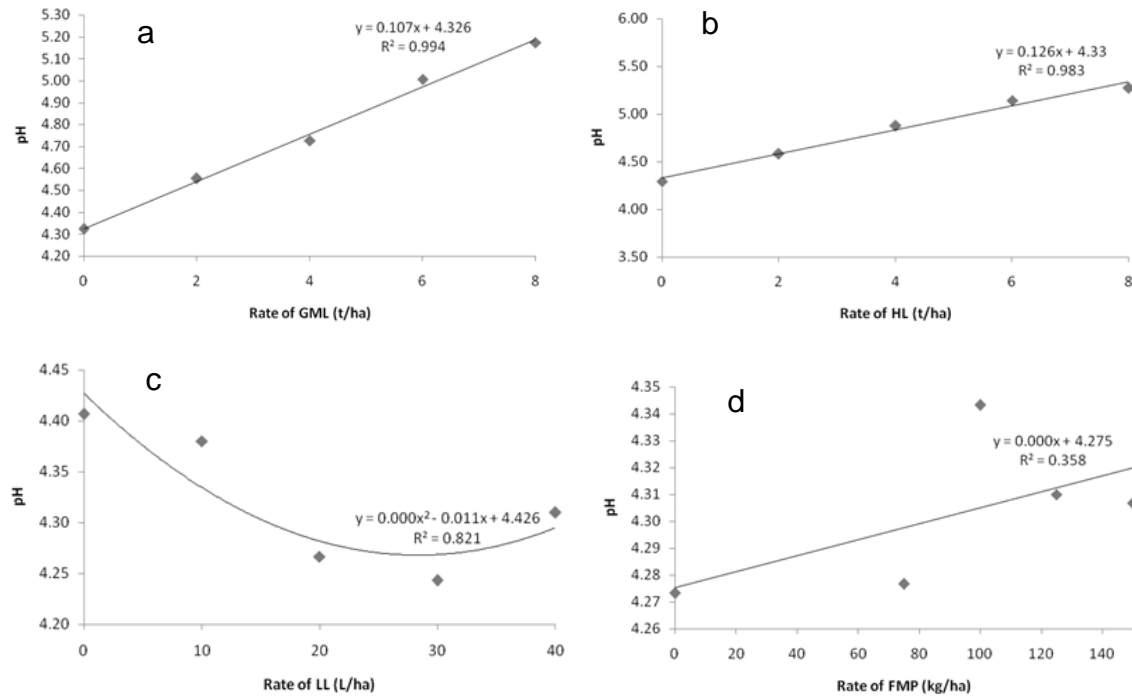 a
y = 0.107x + 4.326
R² = 0.994
5.30
5.20
5.10
5.00
4.90
4.80
4.70
4.60
4.50
4.40
4.30
4.20
pH
0 2 4 6 8
Rate of GML (t/ha)
b
y = 0.126x + 4.33
R² = 0.983
6.00
5.50
5.00
4.50
4.00
3.50
pH
0 2 4 6 8
Rate of HL (t/ha)
c
y = 0.000x² - 0.011x + 4.426
R² = 0.821
4.45
4.40
4.35
4.30
4.25
4.20
pH
0 10 20 30 40
Rate of LL (L/ha)
d
y = 0.000x + 4.275
R² = 0.358
4.35
4.34
4.33
4.32
4.31
4.30
4.29
4.28
4.27
4.26
pH
0 20 40 60 80 100 120 140
Rate of FMP (kg/ha)